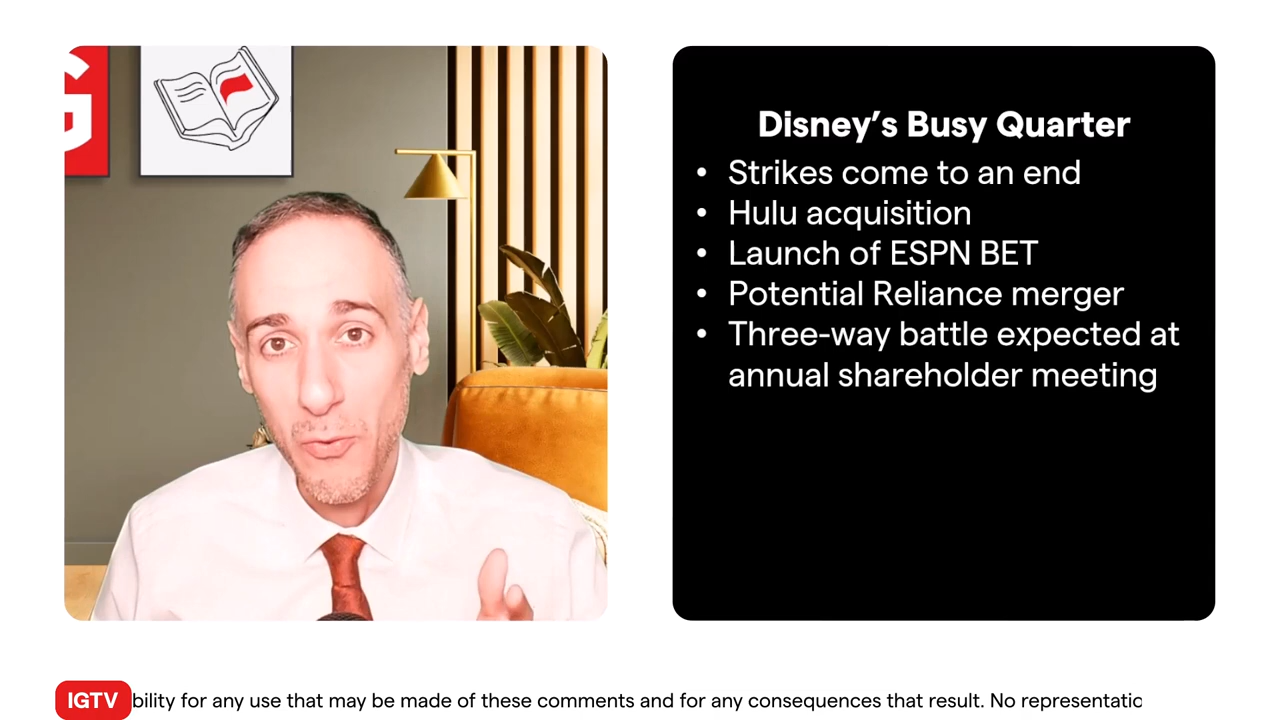 G
Disney’s Busy Quarter
• Strikes come to an end
• Hulu acquisition
• Launch of ESPN BET
• Potential Reliance merger
• Three-way battle expected at
annual shareholder meeting
IGTV bility for any use that may be made of these comments and for any consequences that result. No representatio